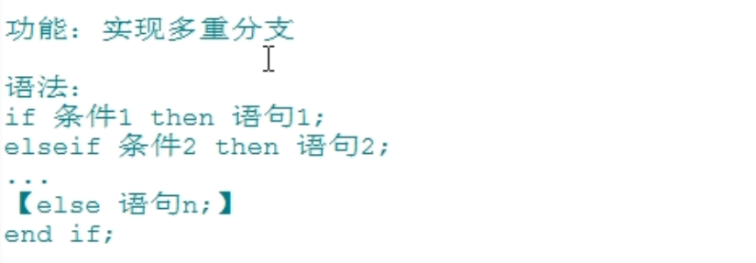 功能：实现多重分支
语法：
if 条件1 then 语句1;
elseif 条件2 then 语句2;
...
【else 语句n;】
end if;